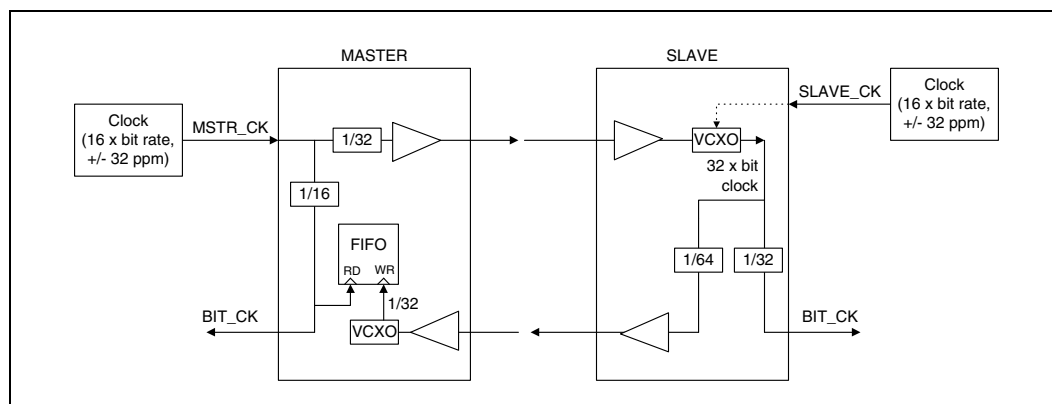 MASTER
SLAVE
Clock
(16 x bit rate,
+/- 32 ppm)
MSTR_CK
1/32
1/16
FIFO
RD
WR
1/32
VCXO
BIT_CK
VCXO
32 x bit
clock
1/64
1/32
SLAVE_CK
Clock
(16 x bit rate,
+/- 32 ppm)
BIT_CK